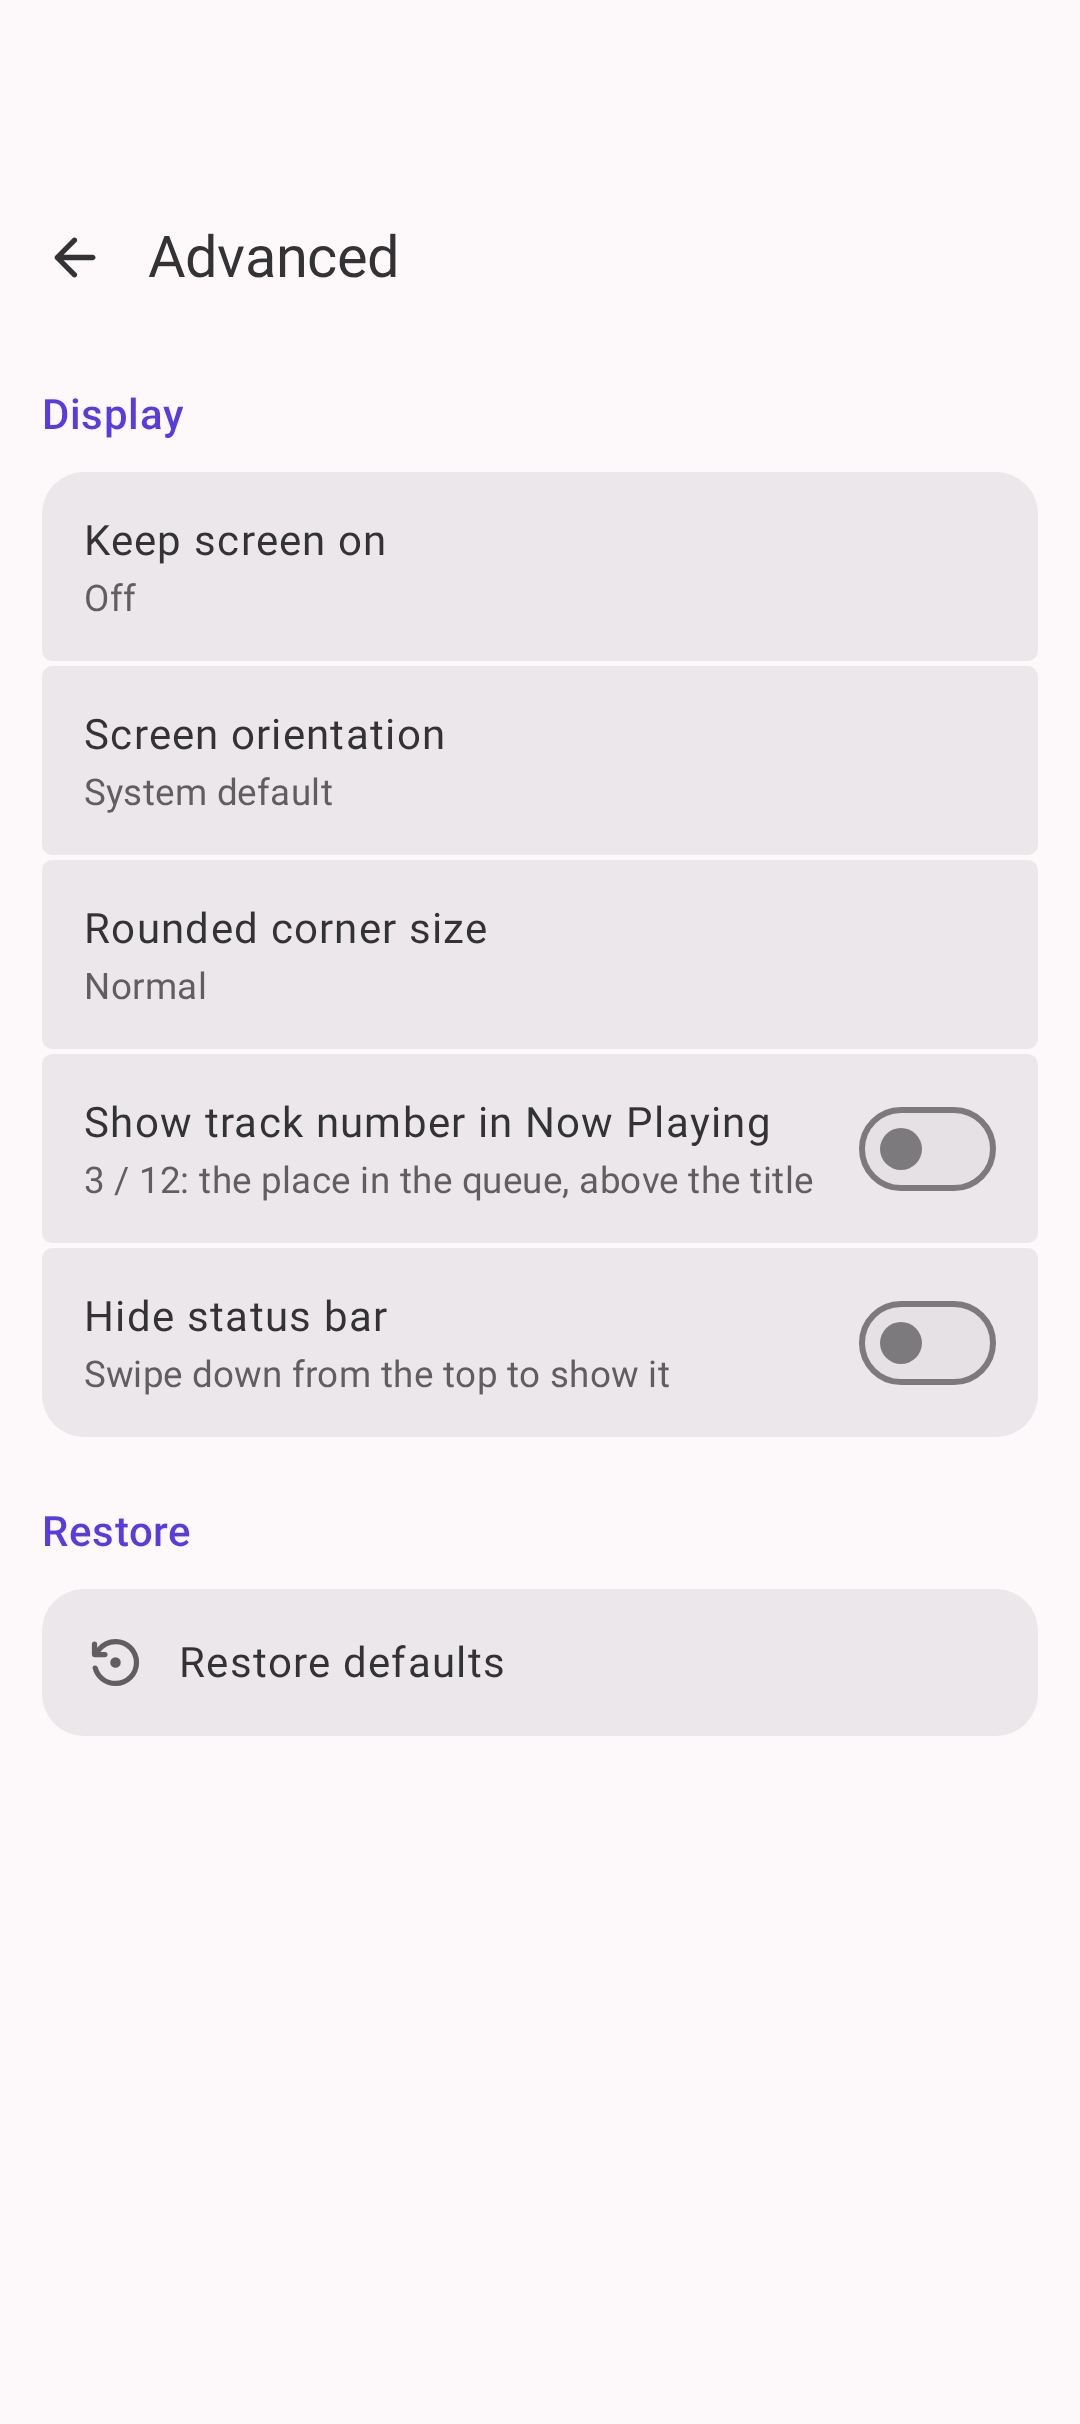 Advanced
Display
Keep screen on
Off
Screen orientation
System default
Rounded corner size
Normal
Show track number in Now Playing
3 / 12: the place in the queue, above the title
Hide status bar
Swipe down from the top to show it
Restore
Restore defaults